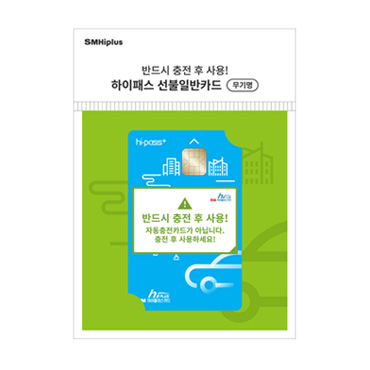 SMHiplus
반드시 충전 후 사용!
하이패스 선불일반카드 (무기명)
hi-pass+
반드시 충전 후 사용!
자동충전카드가 아닙니다.
충전 후 사용하세요!